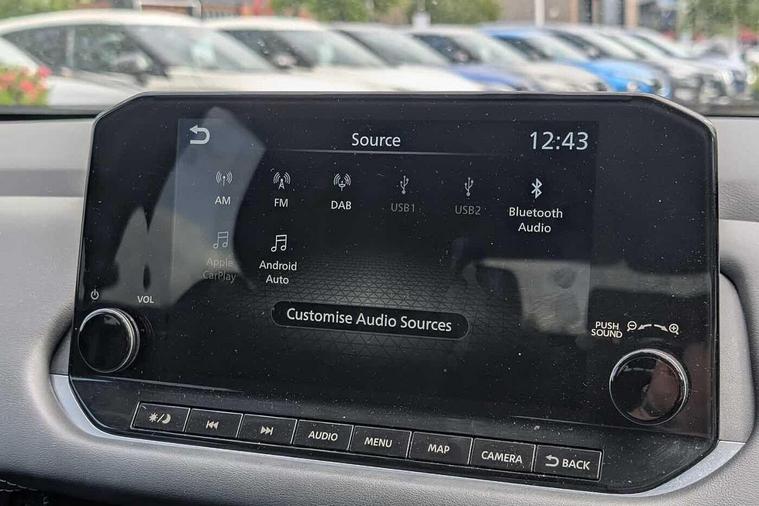 Source
12:43
AM
FM
DAB
USB1
USB2
Bluetooth
Audio
Apple
CarPlay
Android
Auto
Customise Audio Sources
VOL
PUSH
SOUND
AUDIO
MENU
MAP
CAMERA
BACK